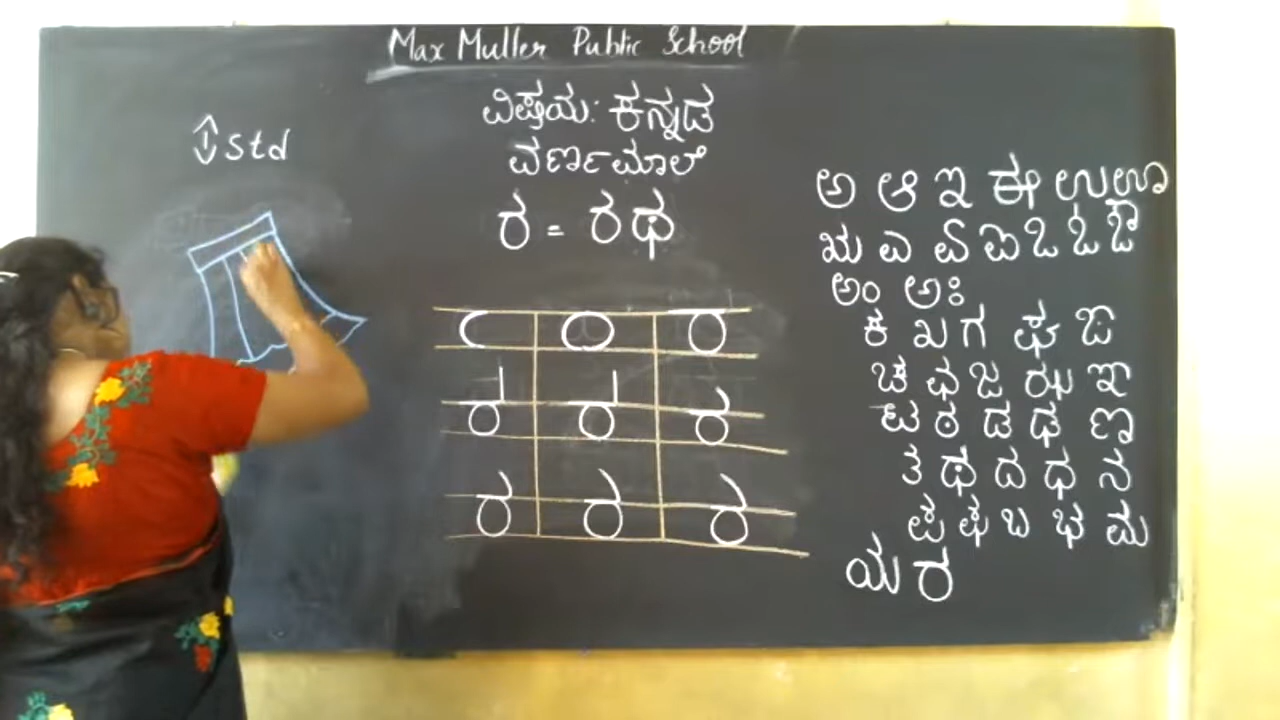 Max Muller Public School
I Std
ವಿಷಯ: ಕನ್ನಡ
ವರ್ಣಮಾಲೆ
ರ = ರಥ
ರ ರ ರ
ಅ ಆ ಇ ಈ ಉ ಊ
ಋ ಎ ಏ ಐ ಒ ಓ ಔ
ಅಂ ಅಃ
ಕ ಖ ಗ ಘ ಙ
ಚ ಛ ಜ ಝ ಞ
ಟ ಠ ಡ ಢ ಣ
ತ ಥ ದ ಧ ನ
ಪ ಫ ಬ ಭ ಮ
ಯ ರ